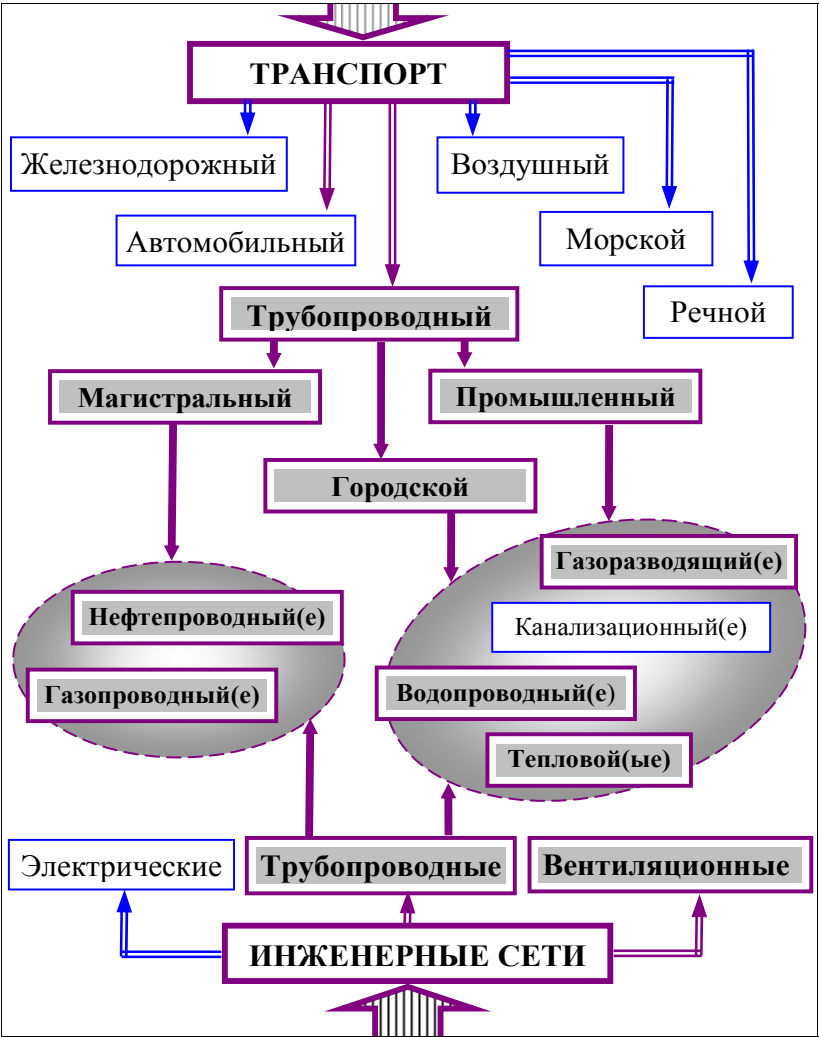 ТРАНСПОРТ
Железнодорожный
Воздушный
Автомобильный
Морской
Речной
Трубопроводный
Магистральный
Промышленный
Городской
Газоразводящий(е)
Нефтепроводный(е)
Канализационный(е)
Газопроводный(е)
Водопроводный(е)
Тепловой(ые)
Электрические
Трубопроводные
Вентиляционные
ИНЖЕНЕРНЫЕ СЕТИ